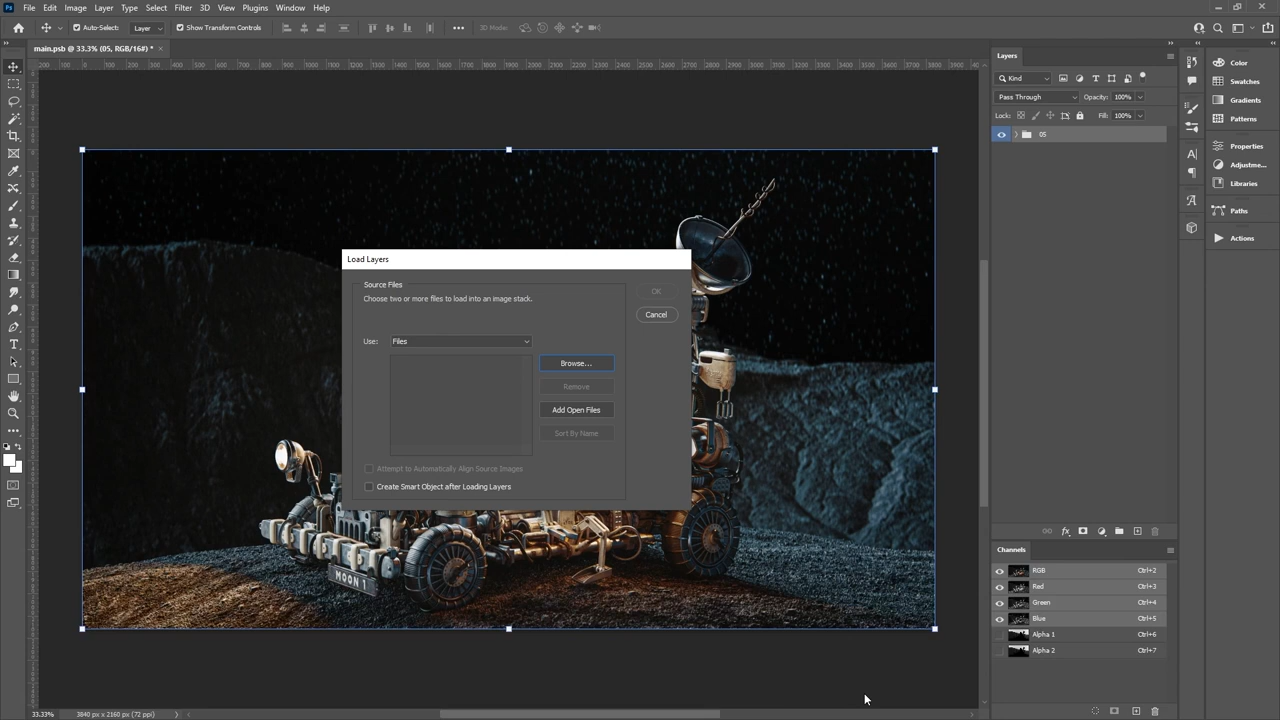 Ps File Edit Image Layer Type Select Filter 3D View Plugins Window Help
Auto-Select: Layer Show Transform Controls 3D Mode:
main.psb @ 33.3% (05, RGB/16#) *
Layers
Kind
Pass Through Opacity: 100%
Lock: Fill: 100%
05
Color
Swatches
Gradients
Patterns
Properties
Adjustme...
Libraries
Paths
Actions
Load Layers
Source Files
Choose two or more files to load into an image stack.
OK
Cancel
Use: Files
Browse...
Remove
Add Open Files
Sort By Name
Attempt to Automatically Align Source Images
Create Smart Object after Loading Layers
MOON 1
Channels
RGB Ctrl+2
Red Ctrl+3
Green Ctrl+4
Blue Ctrl+5
Alpha 1 Ctrl+6
Alpha 2 Ctrl+7
33.33% 3840 px x 2160 px (72 ppi)